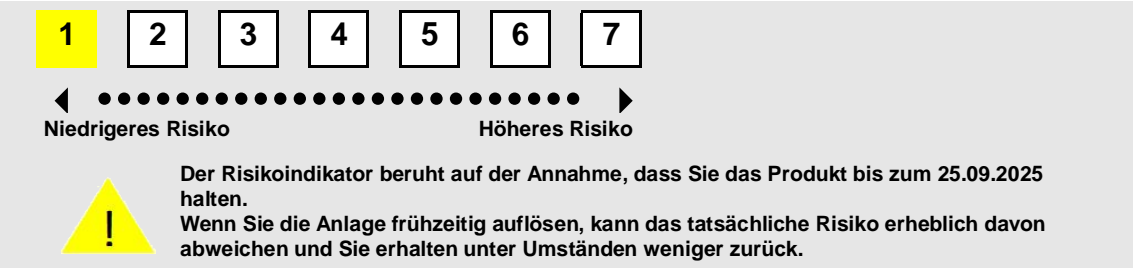 1 2 3 4 5 6 7
Niedrigeres Risiko Höheres Risiko
Der Risikoindikator beruht auf der Annahme, dass Sie das Produkt bis zum 25.09.2025
halten.
Wenn Sie die Anlage frühzeitig auflösen, kann das tatsächliche Risiko erheblich davon
abweichen und Sie erhalten unter Umständen weniger zurück.
!